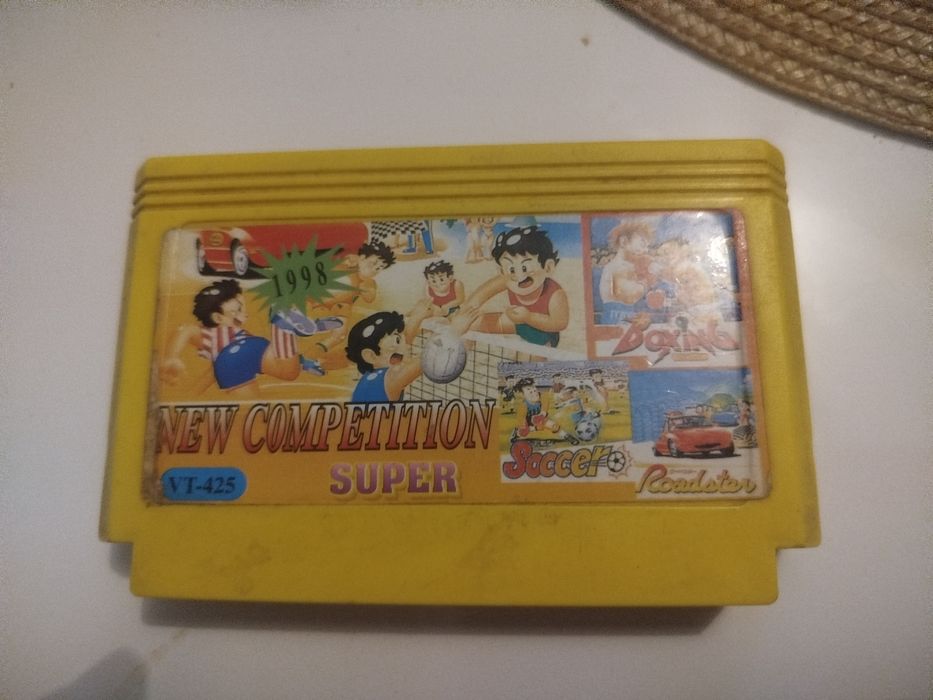 1998
BOXING
NEW COMPETITION
SUPER
VT-425
Soccer
Roadster